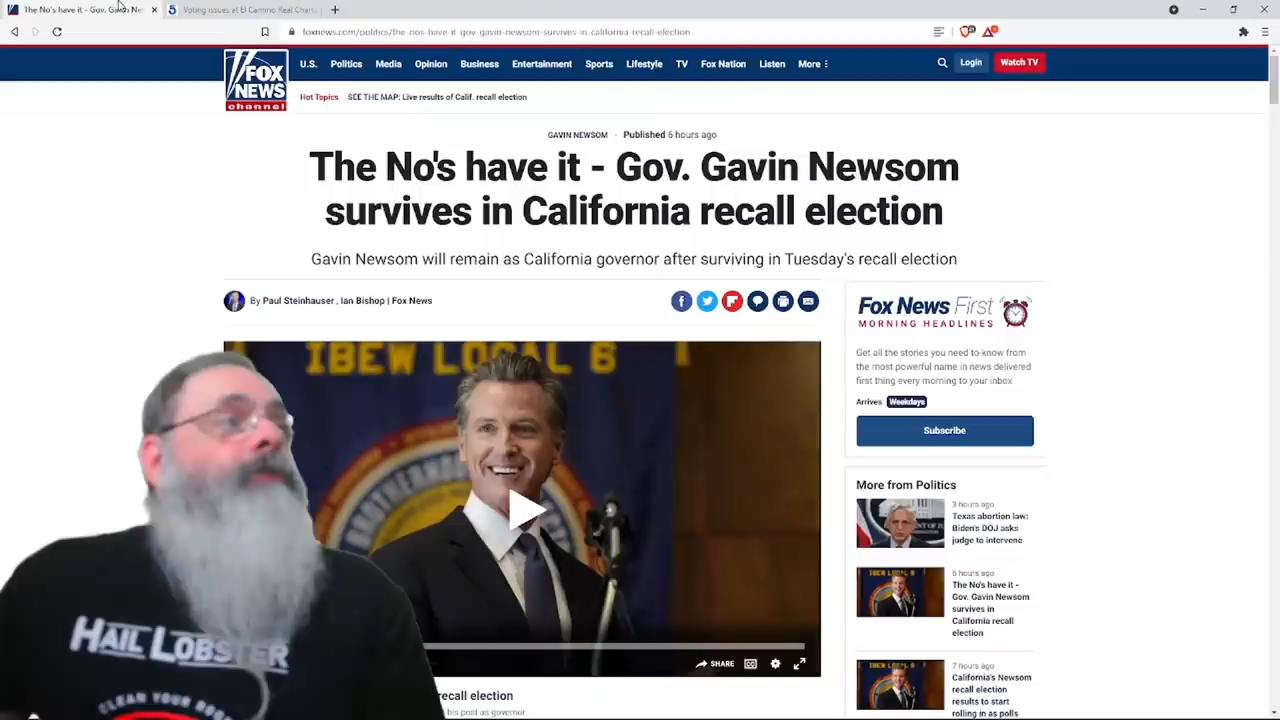 The No's have it - Gov. Gavin Ne
Voting issues at El Camino Real Chart
foxnews.com/politics/the-nos-have-it-gov-gavin-newsom-survives-in-california-recall-election
FOX
NEWS
channel
U.S. Politics Media Opinion Business Entertainment Sports Lifestyle TV Fox Nation Listen More
Login
Watch TV
Hot Topics SEE THE MAP: Live results of Calif. recall election
GAVIN NEWSOM · Published 6 hours ago
The No's have it - Gov. Gavin Newsom
survives in California recall election
Gavin Newsom will remain as California governor after surviving in Tuesday's recall election
By Paul Steinhauser , Ian Bishop | Fox News
IBEW LOCAL 6
SHARE
recall election
his post as governor
HAIL LOBSTER
CLEAN YOUR
Fox News First
MORNING HEADLINES
Get all the stories you need-to-know from
the most powerful name in news delivered
first thing every morning to your inbox
Arrives Weekdays
Subscribe
More from Politics
3 hours ago
Texas abortion law:
Biden's DOJ asks
judge to intervene
6 hours ago
The No's have it -
Gov. Gavin Newsom
survives in
California recall
election
7 hours ago
California's Newsom
recall election
results to start
rolling in as polls